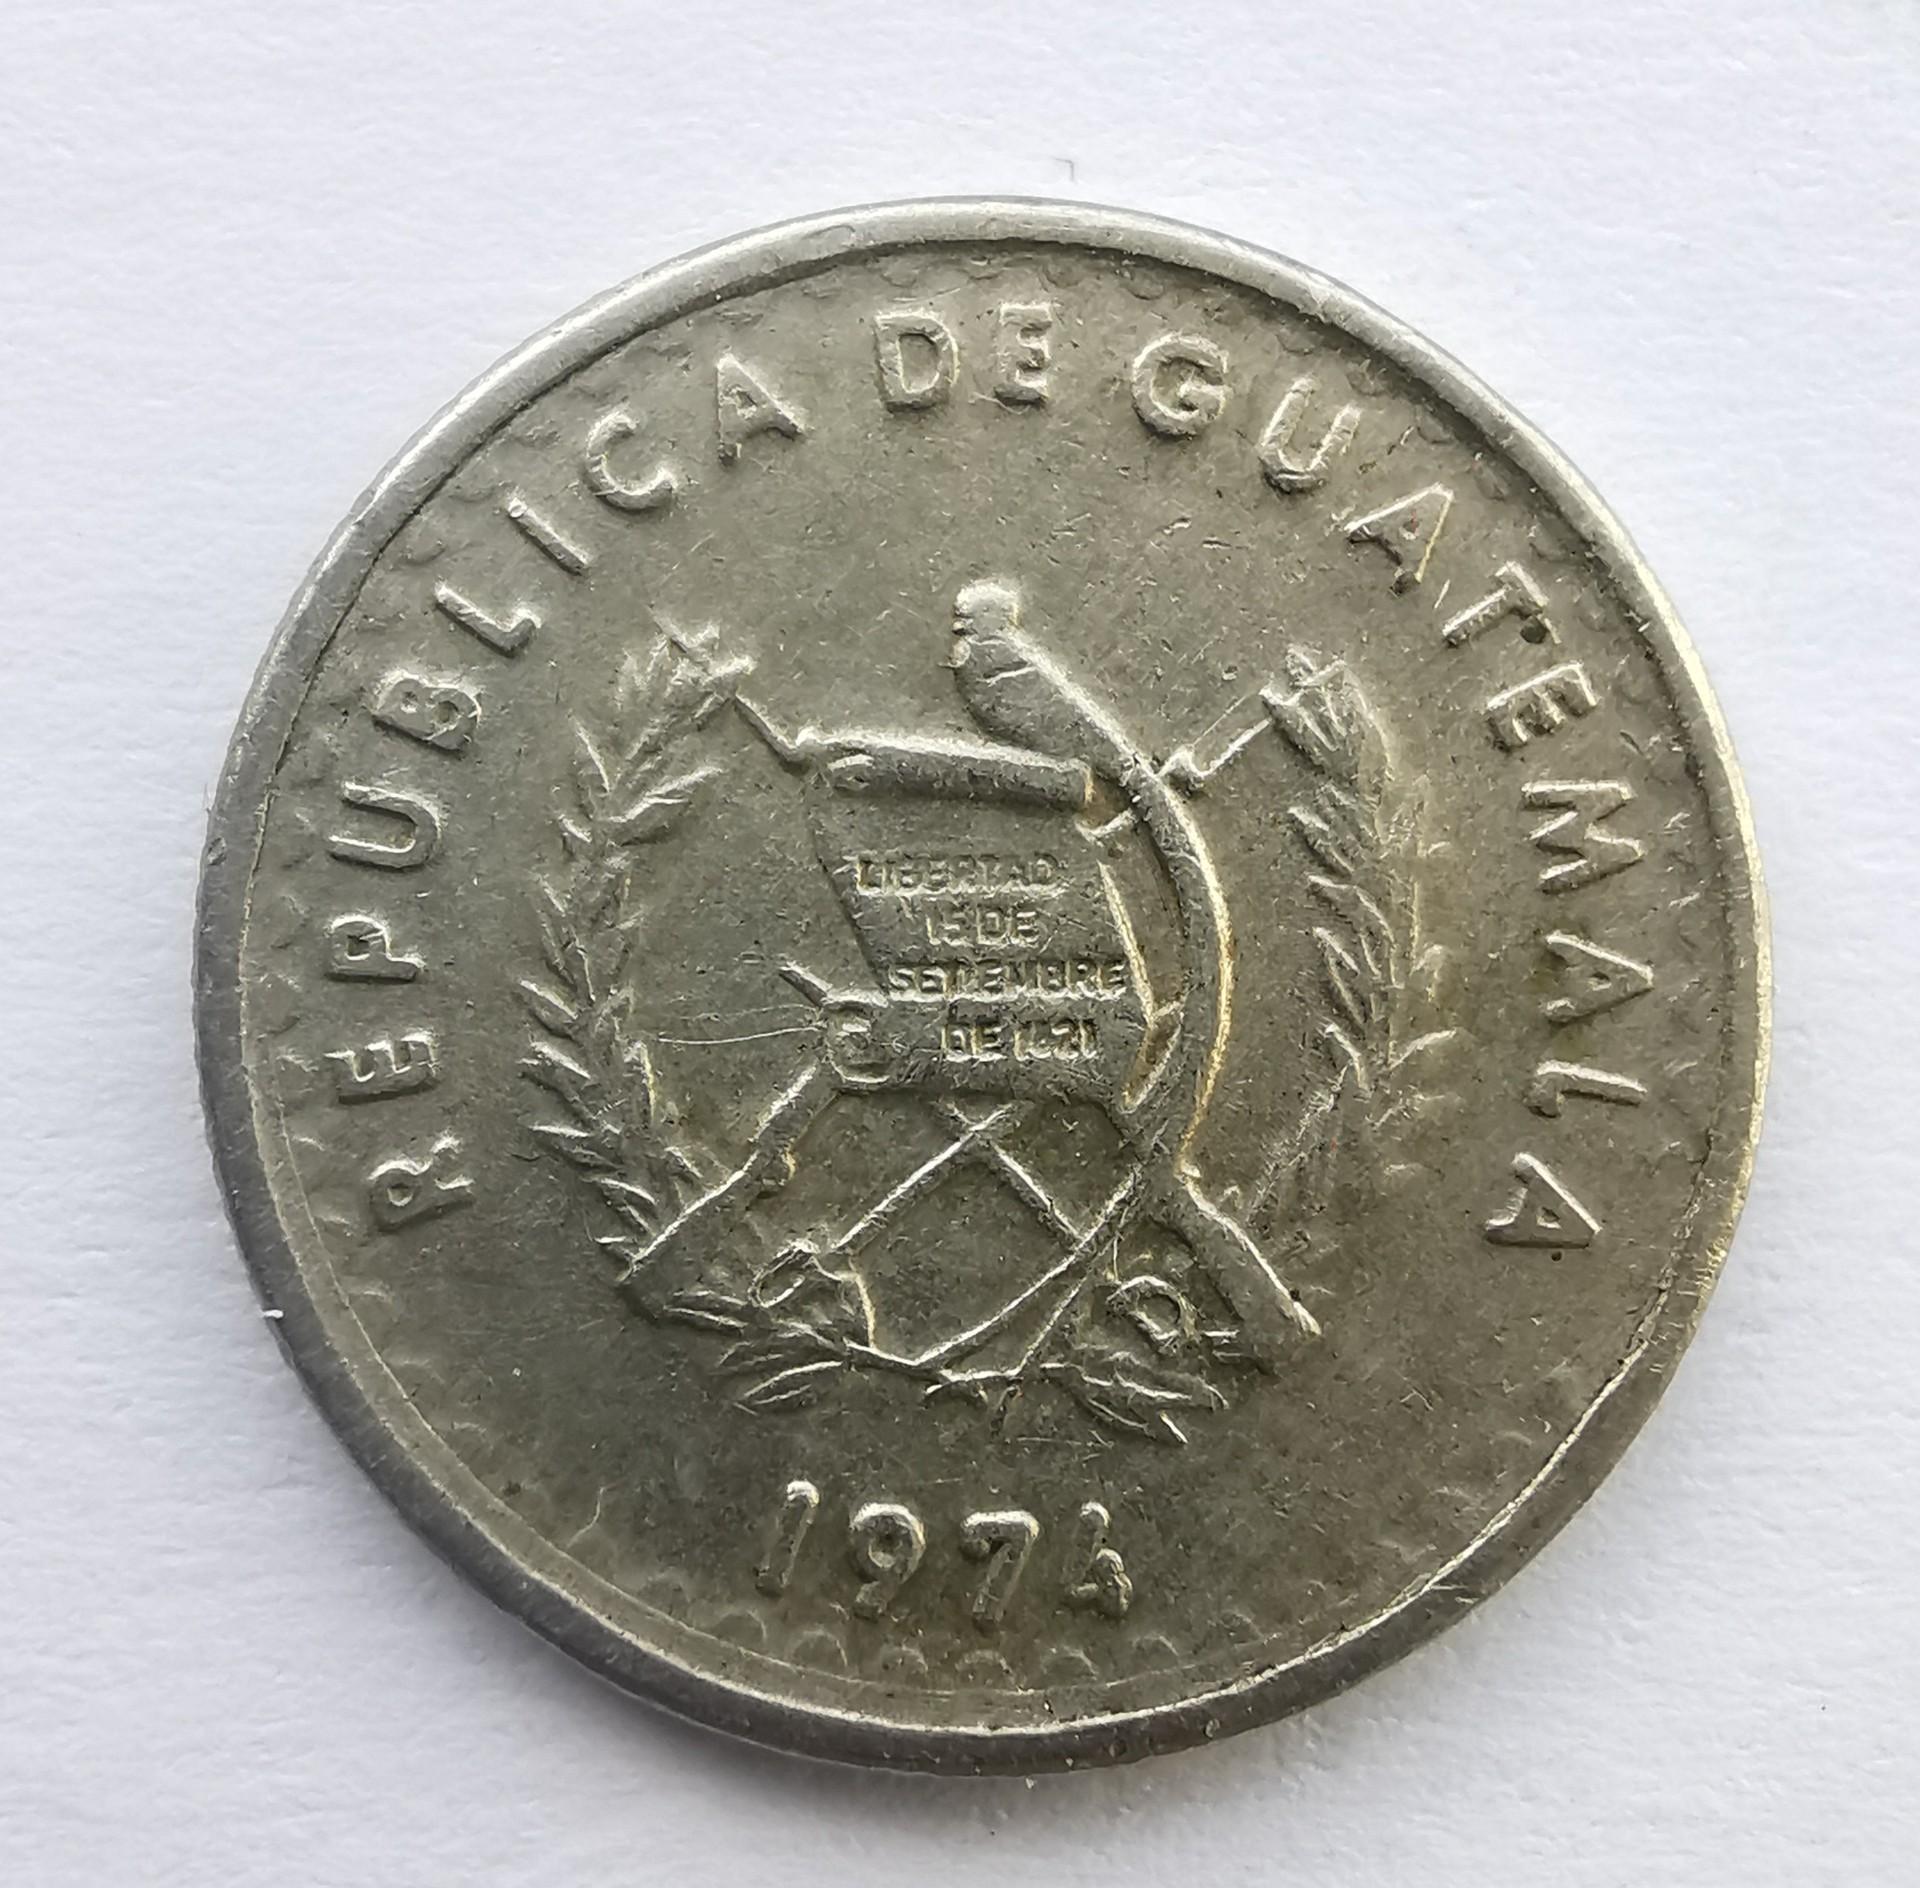 REPUBLICA DE GUATEMALA
LIBERTAD
15 DE
SETIEMBRE
DE 1821
1974